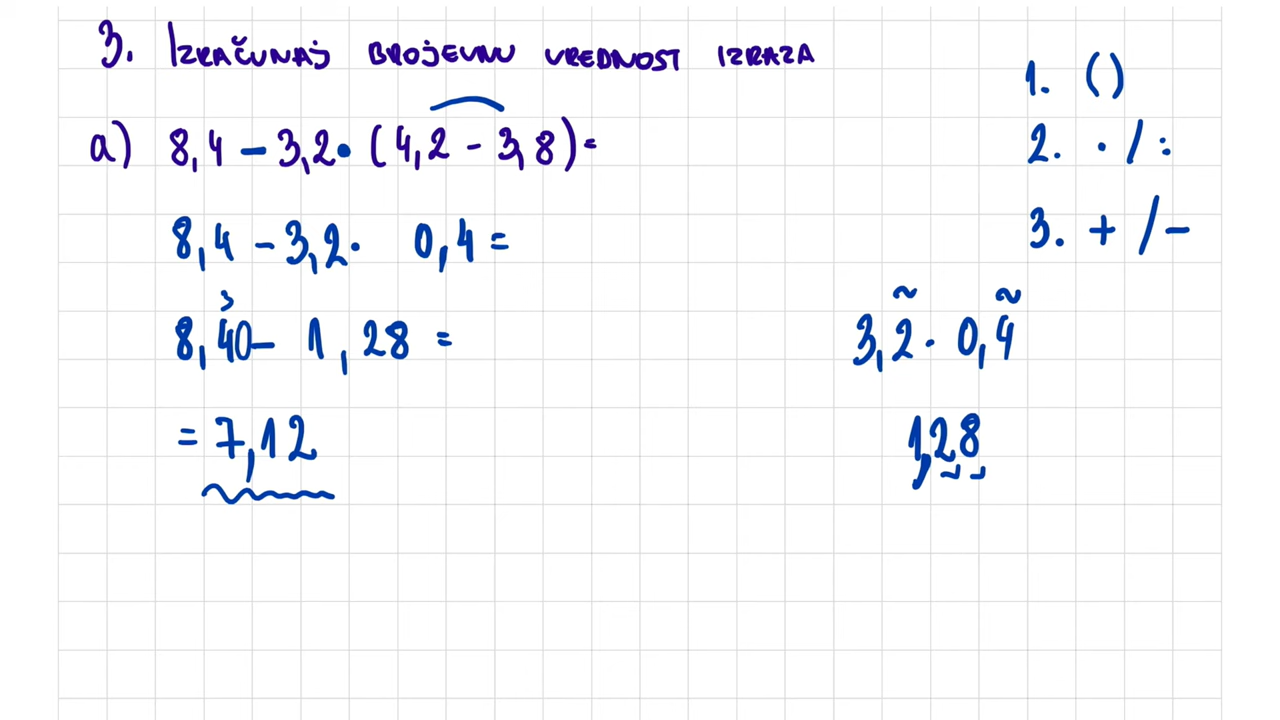 3. IZRAČUNAJ BROJEVNU VREDNOST IZRAZA
a) 8,4 - 3,2 · (4,2 - 3,8) =
8,4 - 3,2 · 0,4 =
3
8,40 - 1,28 =
= 7,12
1. ()
2. · / :
3. + / -
3,2 · 0,4
1,28